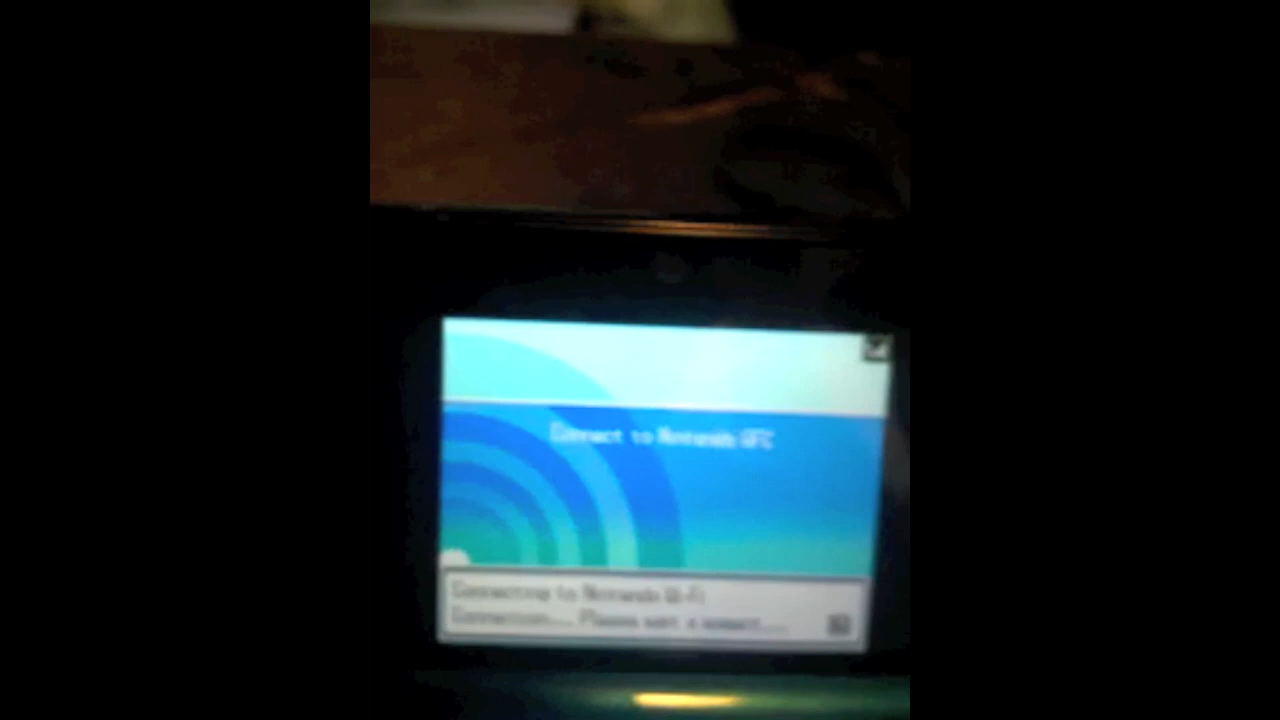 Connect to Nintendo WFC
Connecting to Nintendo Wi-Fi
Connection... Please wait a moment...